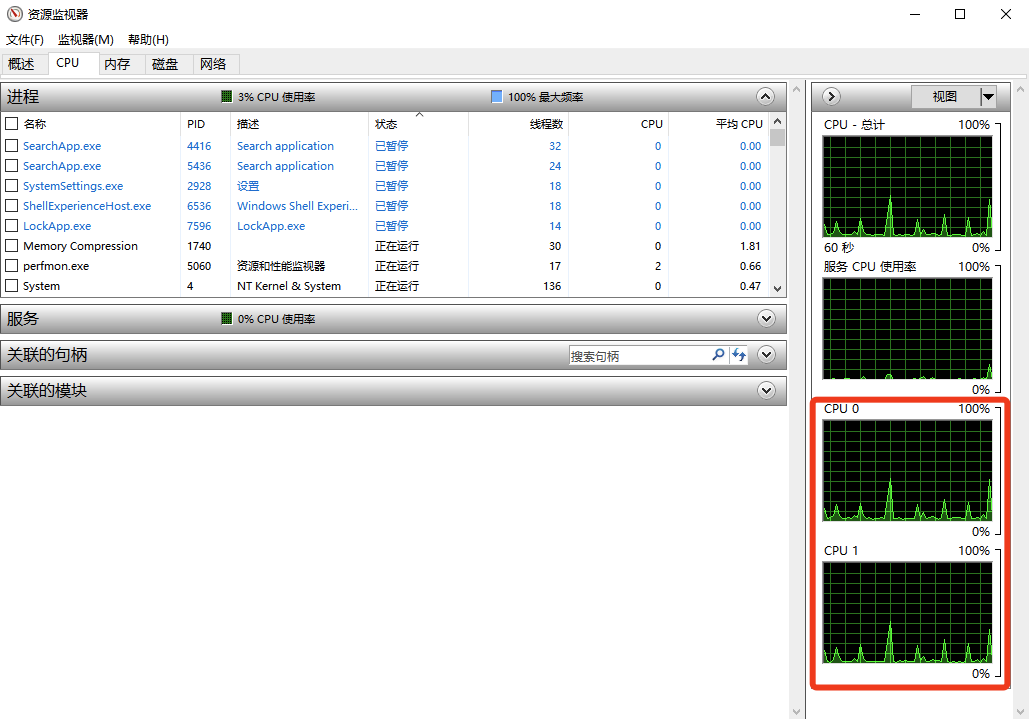 资源监视器
文件(F) 监视器(M) 帮助(H)
概述 CPU 内存 磁盘 网络
进程 3% CPU 使用率 100% 最大频率
名称 PID 描述 状态 线程数 CPU 平均 CPU
SearchApp.exe 4416 Search application 已暂停 32 0 0.00
SearchApp.exe 5436 Search application 已暂停 24 0 0.00
SystemSettings.exe 2928 设置 已暂停 18 0 0.00
ShellExperienceHost.exe 6536 Windows Shell Experi... 已暂停 18 0 0.00
LockApp.exe 7596 LockApp.exe 已暂停 14 0 0.00
Memory Compression 1740 正在运行 30 0 1.81
perfmon.exe 5060 资源和性能监视器 正在运行 17 2 0.66
System 4 NT Kernel & System 正在运行 136 0 0.47
服务 0% CPU 使用率
关联的句柄 搜索句柄
关联的模块
视图
CPU - 总计 100%
60 秒 0%
服务 CPU 使用率 100%
0%
CPU 0 100%
0%
CPU 1 100%
0%